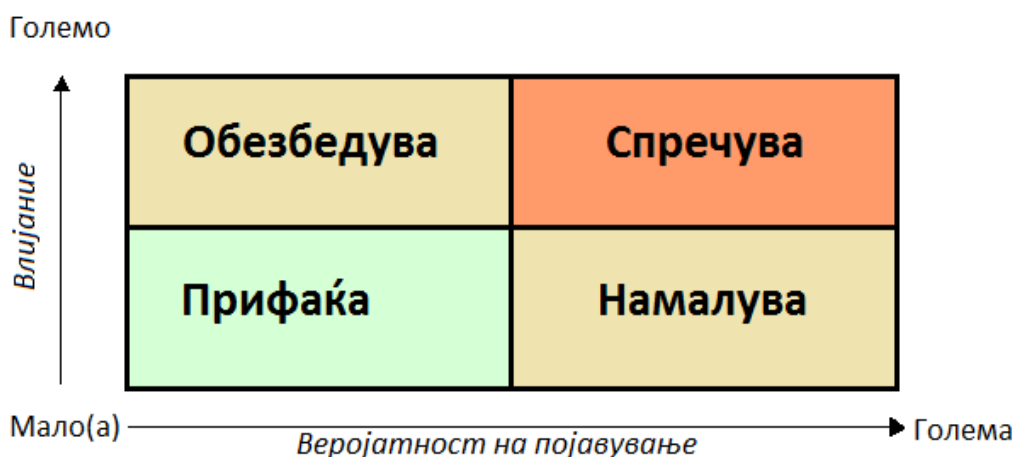 Големо
Обезбедува
Спречува
Влијание
Прифаќа
Намалува
Мало(а)
Веројатност на појавување
Голема